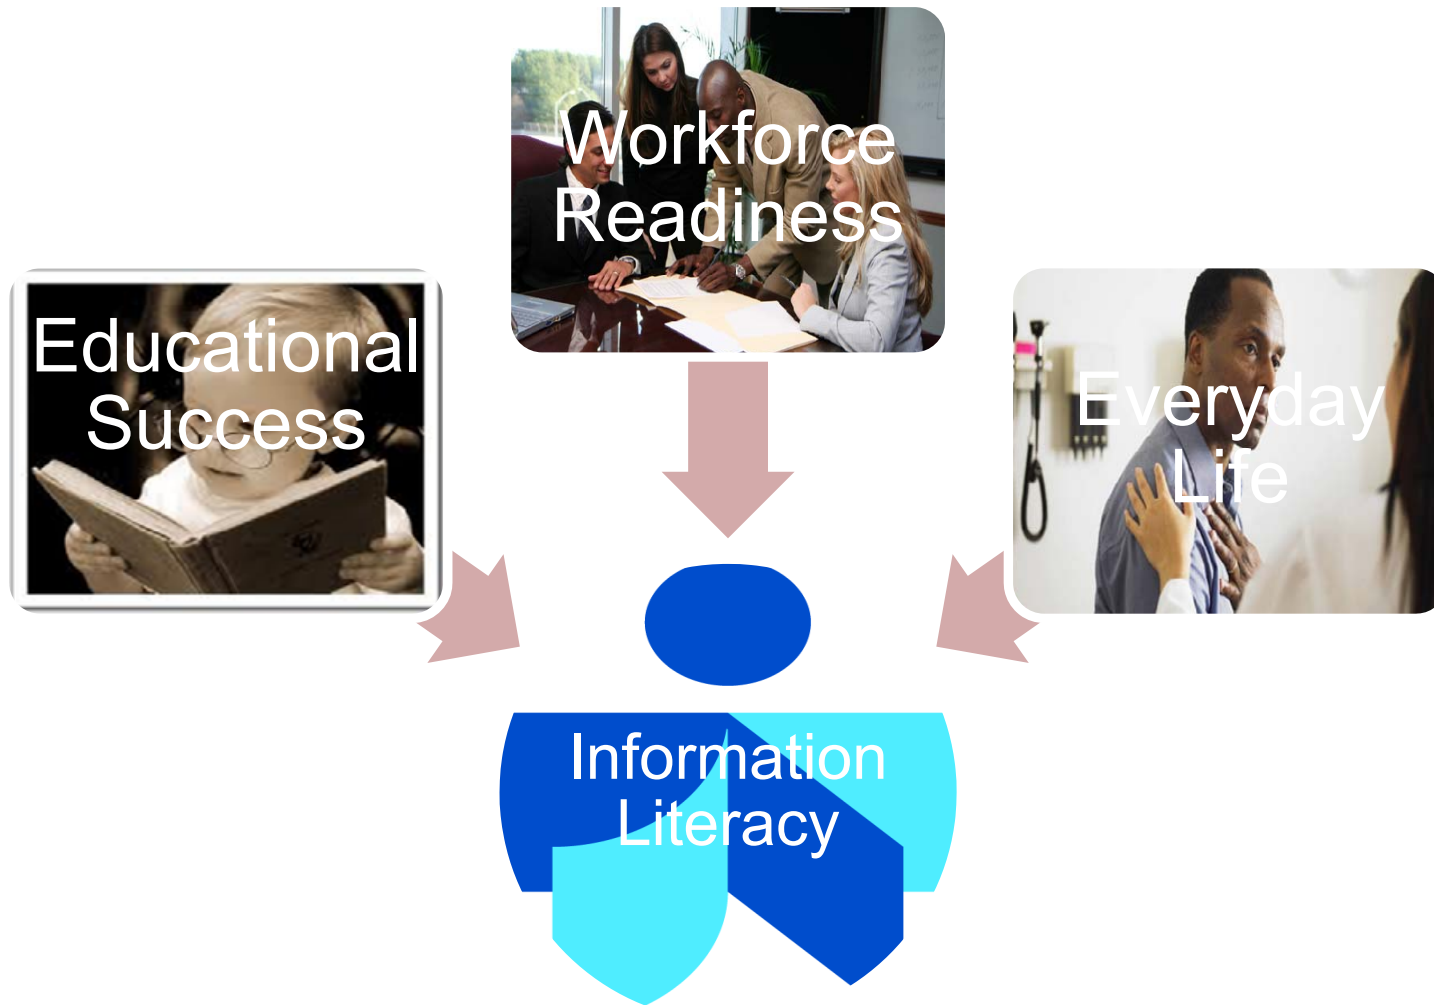 Workforce
Readiness
Educational
Success
Everyday
Life
Information
Literacy